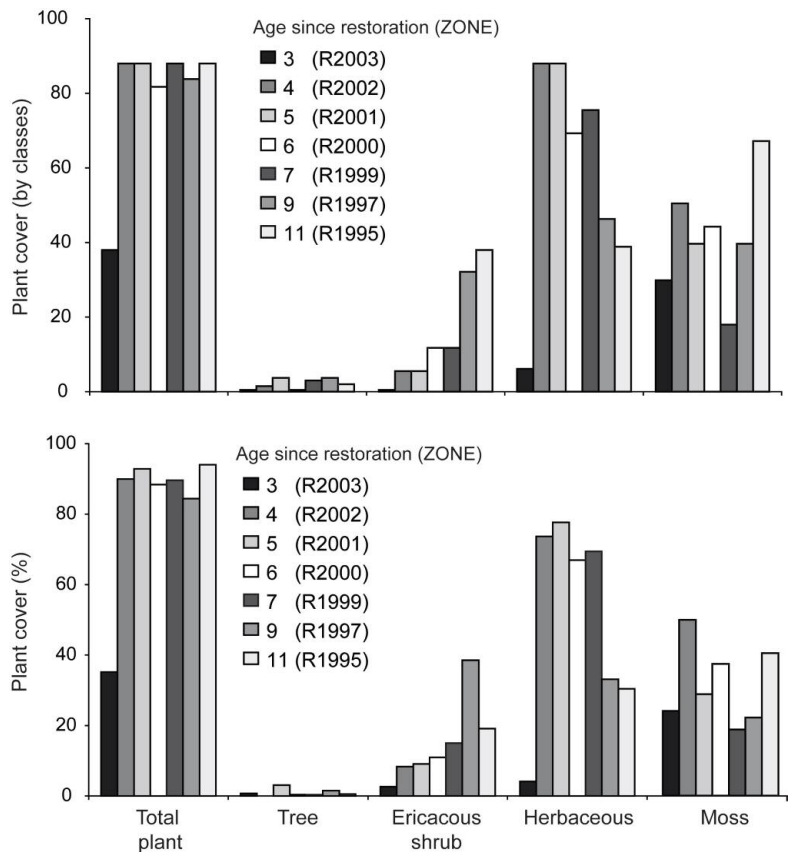 100
80
60
40
20
0
Plant cover (by classes)
Age since restoration (ZONE)
3 (R2003)
4 (R2002)
5 (R2001)
6 (R2000)
7 (R1999)
9 (R1997)
11 (R1995)
100
80
60
40
20
0
Plant cover (%)
Age since restoration (ZONE)
3 (R2003)
4 (R2002)
5 (R2001)
6 (R2000)
7 (R1999)
9 (R1997)
11 (R1995)
Total
plant
Tree
Ericacous
shrub
Herbaceous
Moss